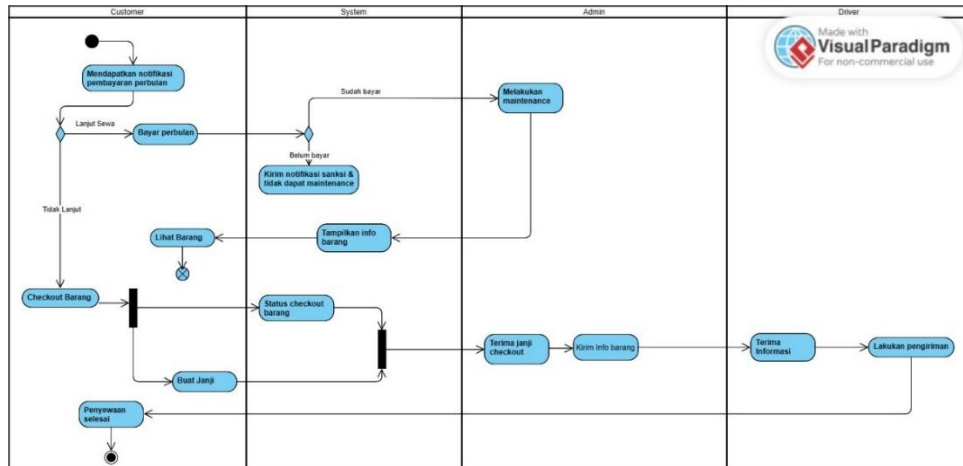 Customer
System
Admin
Driver
Made with
Visual Paradigm
For non-commercial use
Mendapatkan notifikasi
pembayaran perbulan
Sudah bayar
Melakukan
maintenance
Lanjut Sewa
Bayar perbulan
Belum bayar
Kirim notifikasi sanksi &
tidak dapat maintenance
Tidak Lanjut
Lihat Barang
Tampilkan info
barang
Checkout Barang
Status checkout
barang
Terima janji
checkout
Kirim Info barang
Terima
Informasi
Lakukan pengiriman
Buat Janji
Penyewaan
selesai